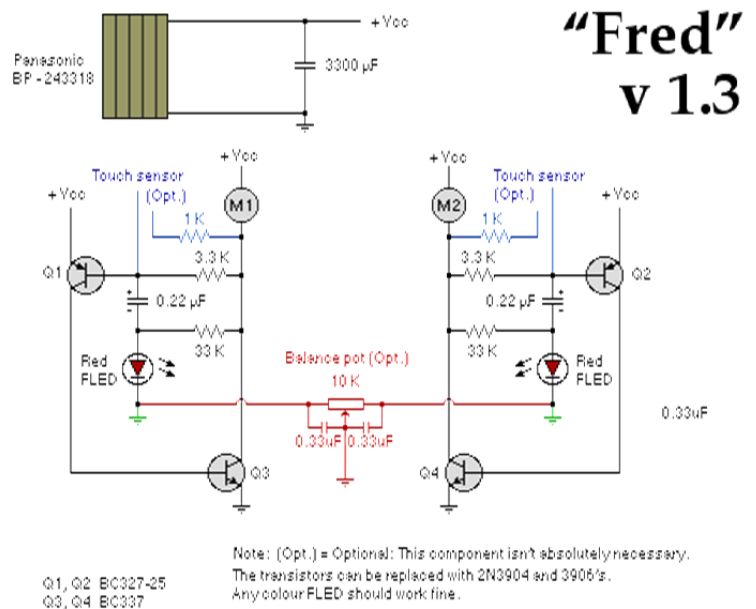 "Fred"
v 1.3
+ Vcc
Panasonic
BP - 243318
3300 µF
+ Vcc
+ Vcc
Touch sensor
(Opt.)
Touch sensor
(Opt.)
+ Vcc
+ Vcc
M1
M2
1 K
1 K
3.3 K
3.3 K
Q1
Q2
+
-
0.22 µF
0.22 µF
+
-
33 K
33 K
Red
FLED
Balance pot (Opt.)
10 K
Red
FLED
0.33uF
0.33uF
0.33uF
Q3
Q4
Note: (Opt.) = Optional: This component isn't absolutely necessary.
The transistors can be replaced with 2N3904 and 3906's.
Any colour FLED should work fine.
Q1, Q2 BC327-25
Q3, Q4 BC337